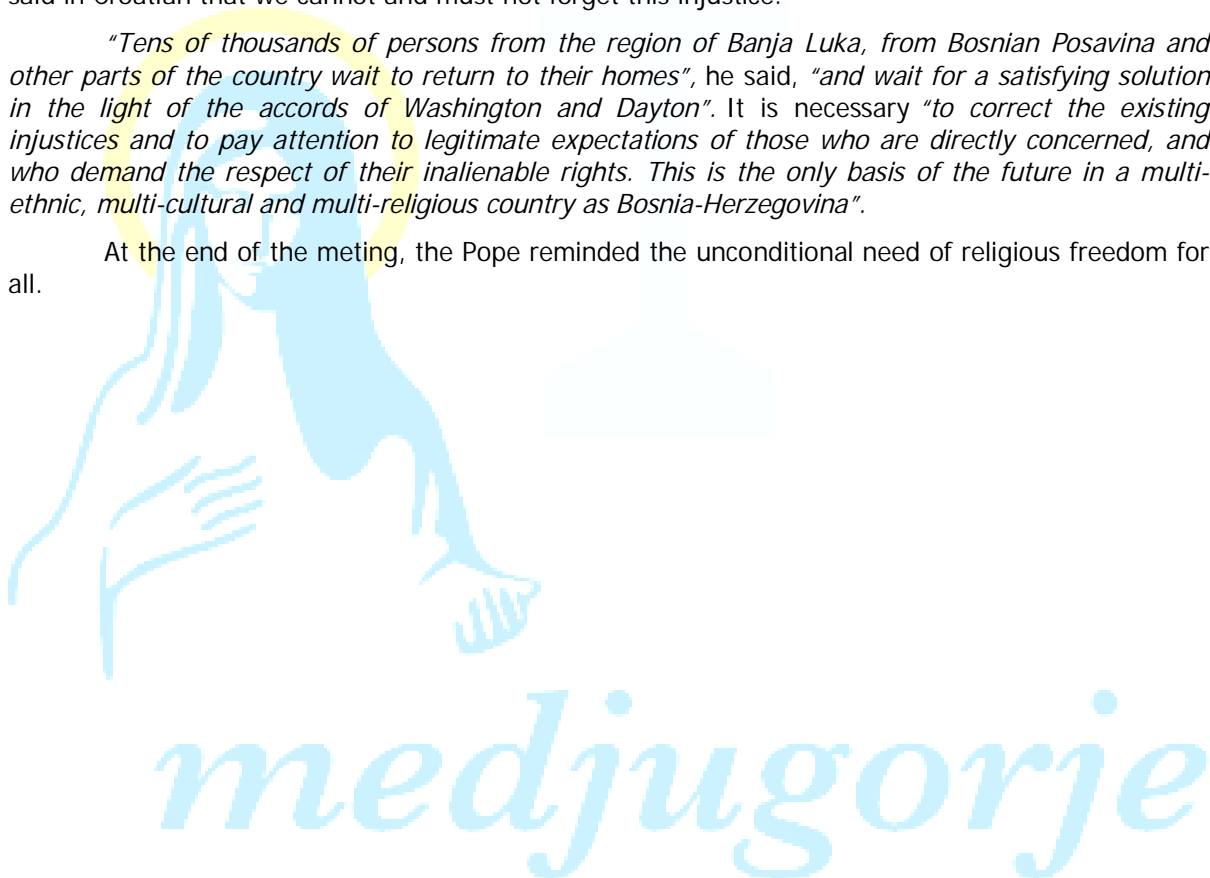 said in Croatian that we cannot and must not forget this injustice.
“Tens of thousands of persons from the region of Banja Luka, from Bosnian Posavina and
other parts of the country wait to return to their homes”, he said, “and wait for a satisfying solution
in the light of the accords of Washington and Dayton”. It is necessary “to correct the existing
injustices and to pay attention to legitimate expectations of those who are directly concerned, and
who demand the respect of their inalienable rights. This is the only basis of the future in a multi-
ethnic, multi-cultural and multi-religious country as Bosnia-Herzegovina”.
At the end of the meting, the Pope reminded the unconditional need of religious freedom for
all.
medjugorje